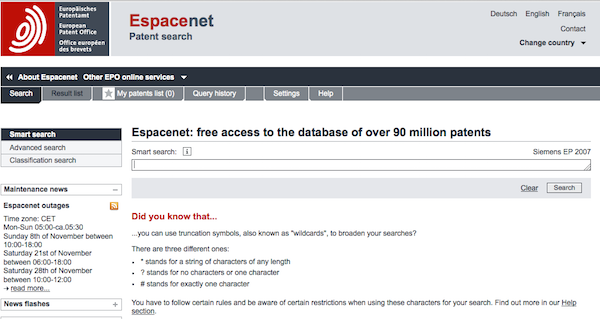 Europäisches
Patentamt
European
Patent Office
Office européen
des brevets
Espacenet
Patent search
Deutsch English Français
Contact
Change country
About Espacenet Other EPO online services
Search Result list My patents list (0) Query history Settings Help
Smart search
Advanced search
Classification search
Maintenance news
Espacenet outages
Time zone: CET
Mon-Sun 05:00-ca.05:30
Sunday 8th of November between
10:00-18:00
Saturday 21st of November
between 06:00-18:00
Saturday 28th of November
between 10:00-12:00
→ read more...
News flashes
Espacenet: free access to the database of over 90 million patents
Smart search: i Siemens EP 2007
Clear Search
Did you know that...
...you can use truncation symbols, also known as "wildcards", to broaden your searches?
There are three different ones:
• * stands for a string of characters of any length
• ? stands for no characters or one character
• # stands for exactly one character
You have to follow certain rules and be aware of certain restrictions when using these characters for your search. Find out more in our Help
section.